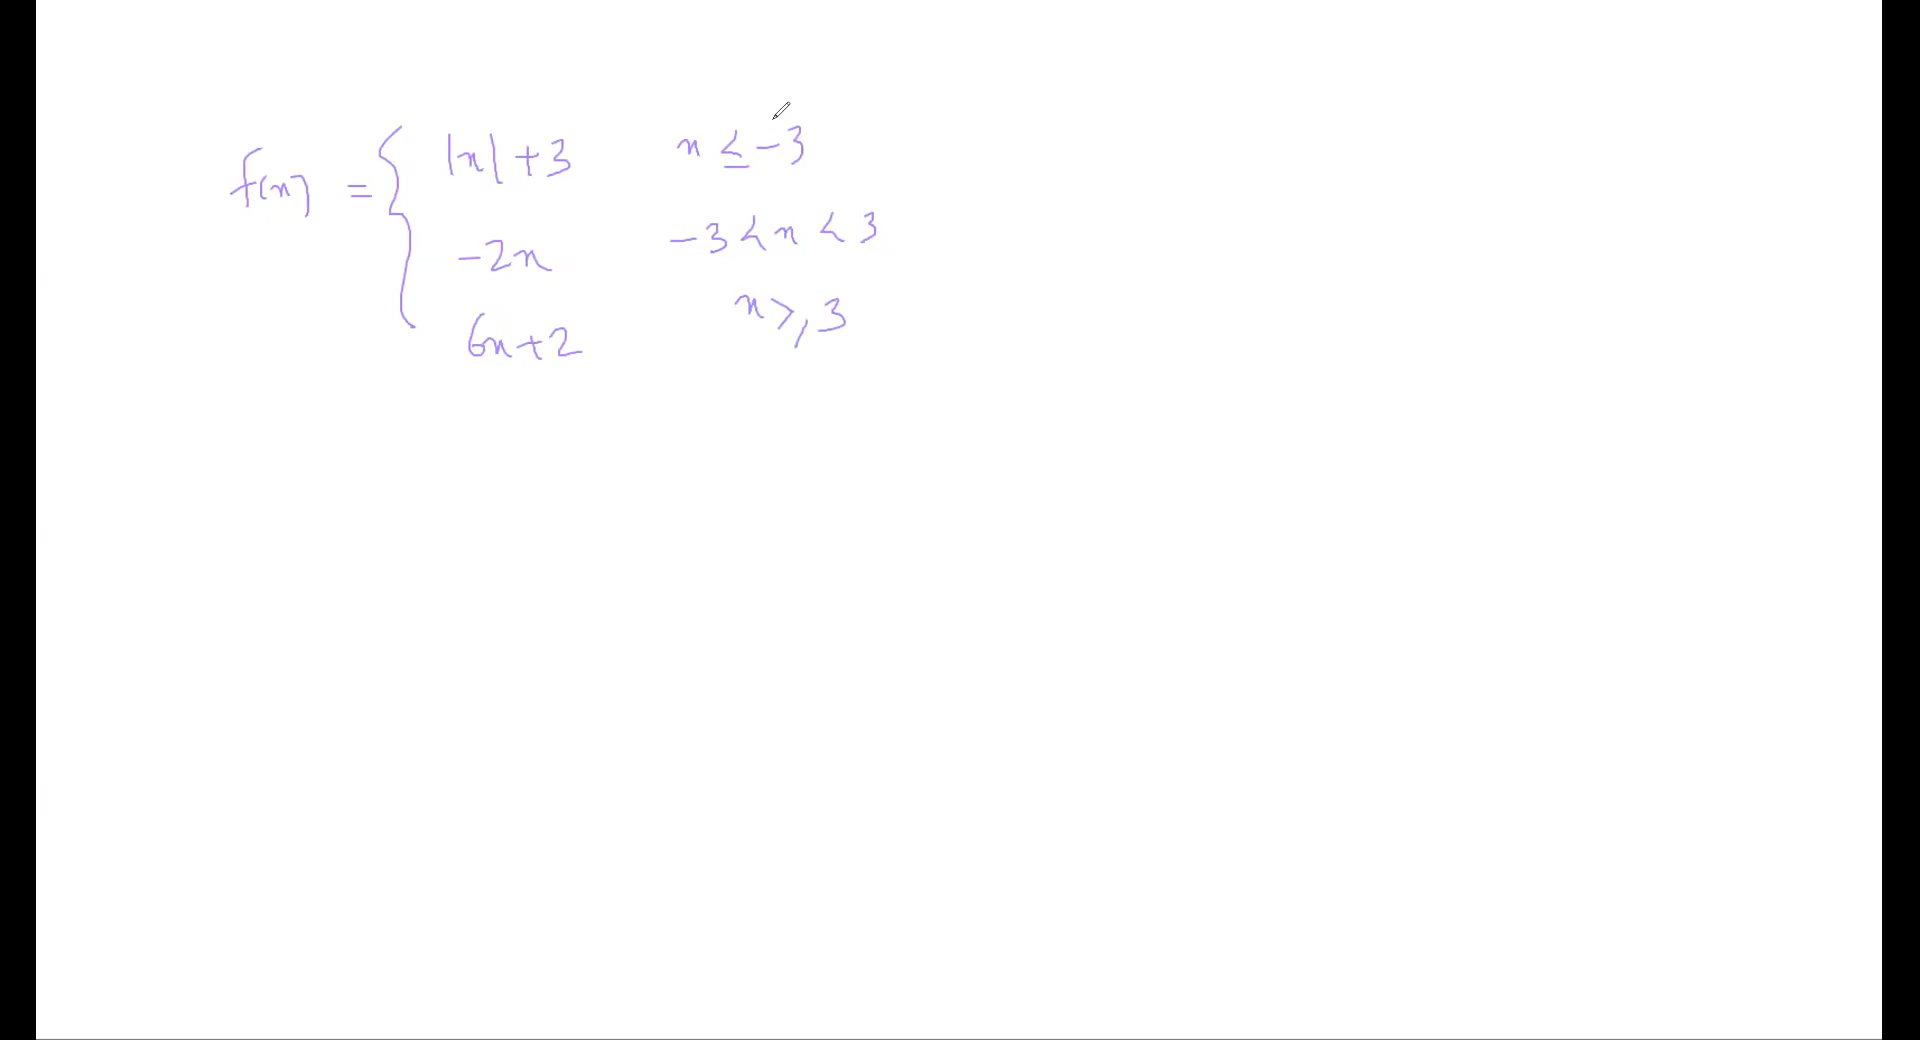 f(x) = { |x| + 3 x ≤ -3
-2x -3 < x < 3
6x + 2 x ≥ 3